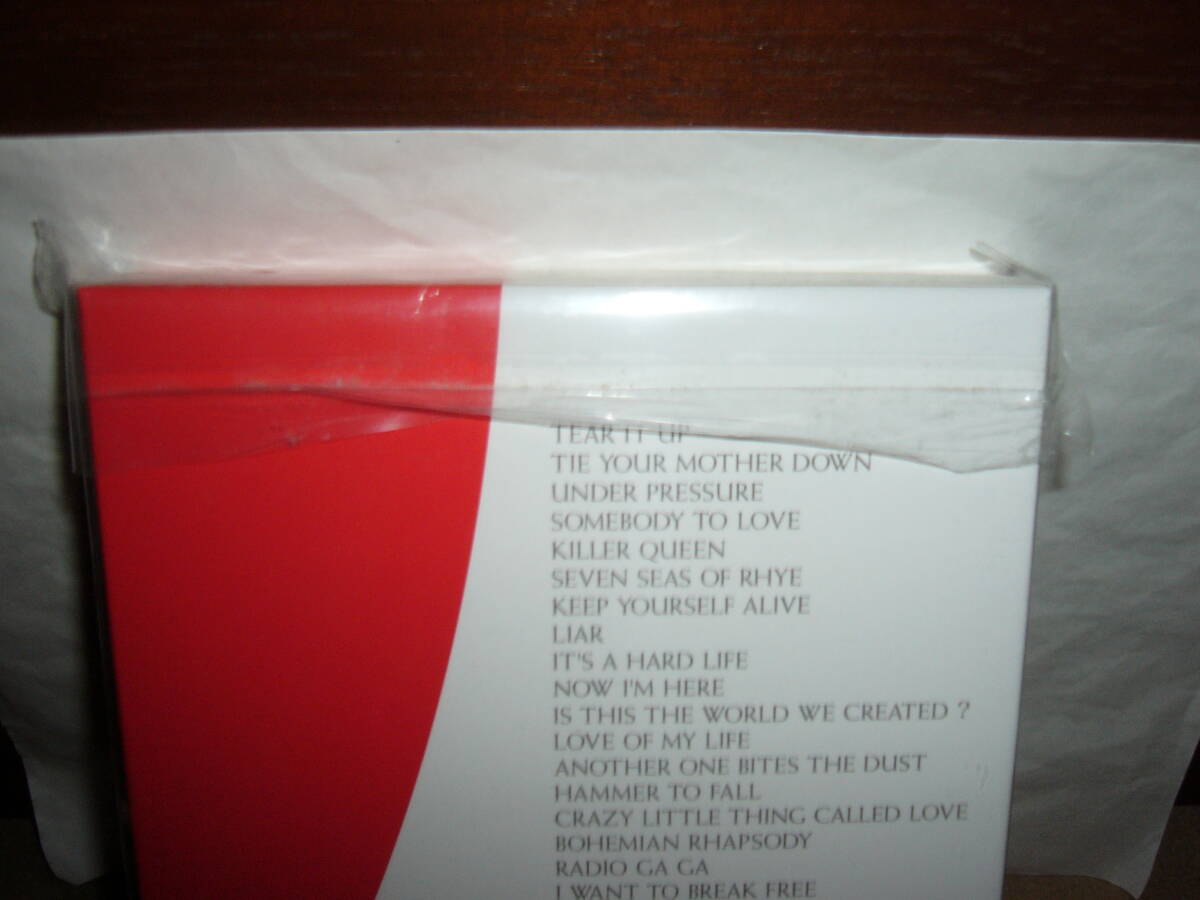 TEAR IT UP
TIE YOUR MOTHER DOWN
UNDER PRESSURE
SOMEBODY TO LOVE
KILLER QUEEN
SEVEN SEAS OF RHYE
KEEP YOURSELF ALIVE
LIAR
IT'S A HARD LIFE
NOW I'M HERE
IS THIS THE WORLD WE CREATED ?
LOVE OF MY LIFE
ANOTHER ONE BITES THE DUST
HAMMER TO FALL
CRAZY LITTLE THING CALLED LOVE
BOHEMIAN RHAPSODY
RADIO GA GA
I WANT TO BREAK FREE